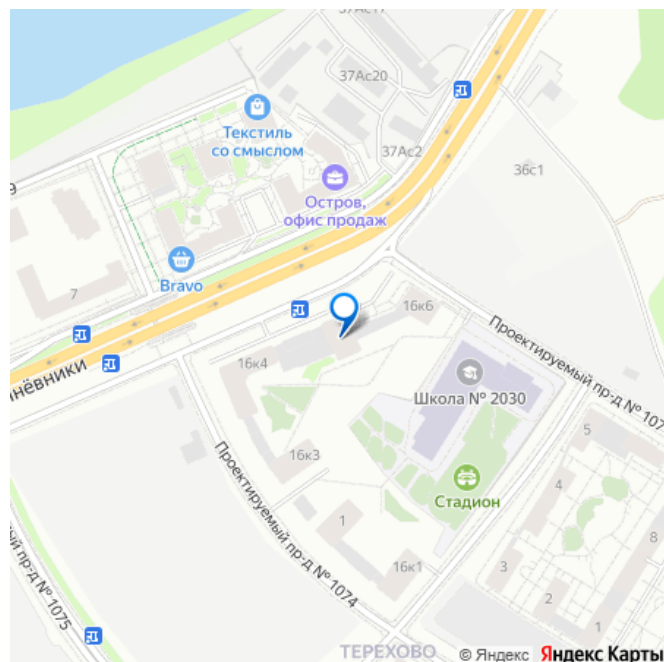 37Ас20
Текстиль
со смыслом
37Ас2
36с1
Остров,
офис продаж
Bravo
7
16к6
Проектируемый пр-д № 107
нёвники
16к4
Школа № 2030
16к3
Стадион
5
4
1
16к1
3
2
8
1
Проектируемый пр-д № 1074
ый пр-д № 1075
ТЕРЕХОВО
© Яндекс Яндекс Карты